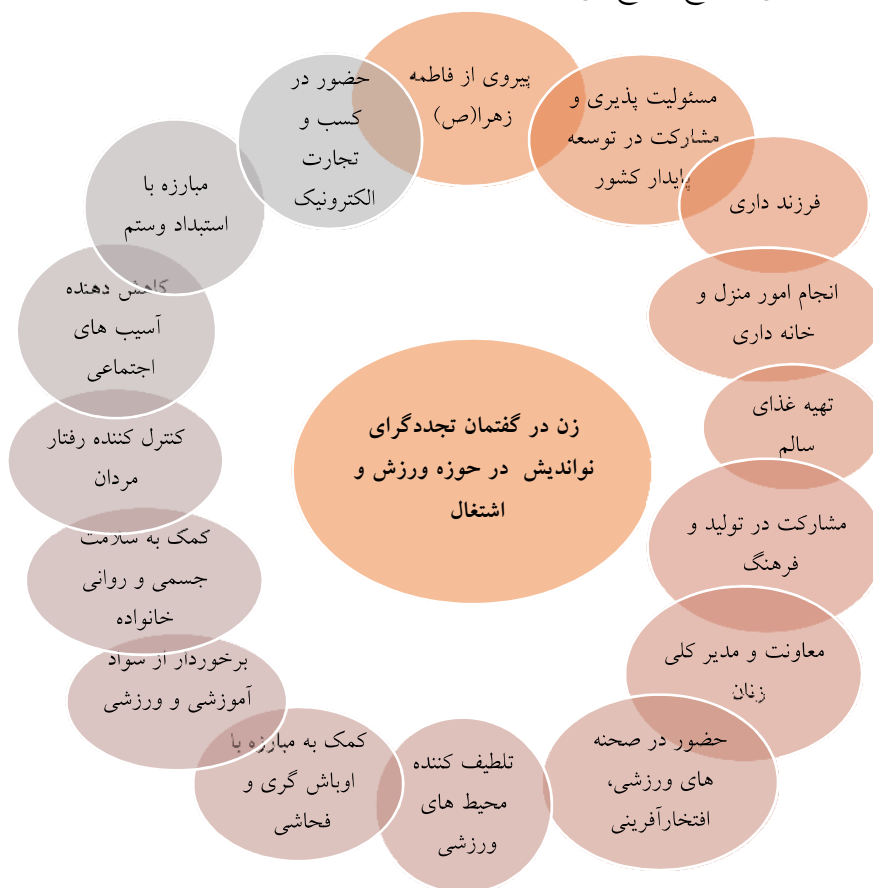 پیروی از فاطمه
زهرا(ص)
مسئولیت پذیری و
مشارکت در توسعه
پایدار کشور
فرزند داری
انجام امور منزل و
خانه داری
تهیه غذای
سالم
مشارکت در تولید و
فرهنگ
معاونت و مدیر کلی
زنان
حضور در صحنه
های ورزشی،
افتخارآفرینی
تلطیف کننده
محیط های
ورزشی
کمک به مبارزه با
اوباش گری و
فحاشی
برخوردار از سواد
آموزشی و ورزشی
کمک به سلامت
جسمی و روانی
خانواده
کنترل کننده رفتار
مردان
کاهش دهنده
آسیب های
اجتماعی
مبارزه با
استبداد وستم
حضور در
کسب و
تجارت
الکترونیک
زن در گفتمان تجددگرای
نواندیش در حوزه ورزش و
اشتغال